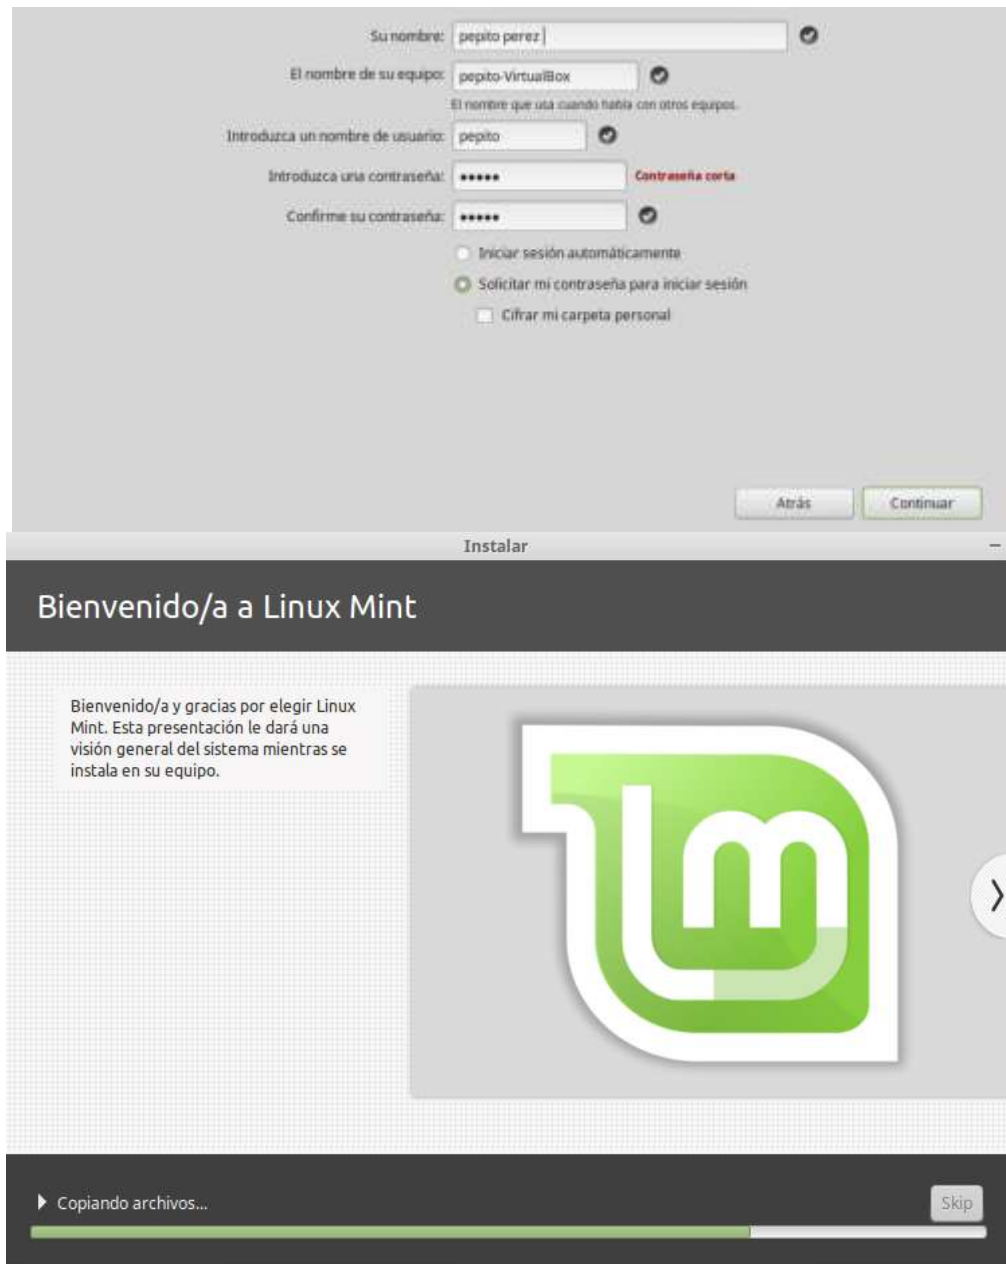 Su nombre: pepito perez
El nombre de su equipo: pepito-VirtualBox
El nombre que usa cuando habla con otros equipos.
Introduzca un nombre de usuario: pepito
Introduzca una contraseña: ●●●●● Contraseña corta
Confirme su contraseña: ●●●●●
Iniciar sesión automáticamente
Solicitar mi contraseña para iniciar sesión
Cifrar mi carpeta personal
Atrás Continuar
Instalar
Bienvenido/a a Linux Mint
Bienvenido/a y gracias por elegir Linux
Mint. Esta presentación le dará una
visión general del sistema mientras se
instala en su equipo.
lm
Copiando archivos... Skip